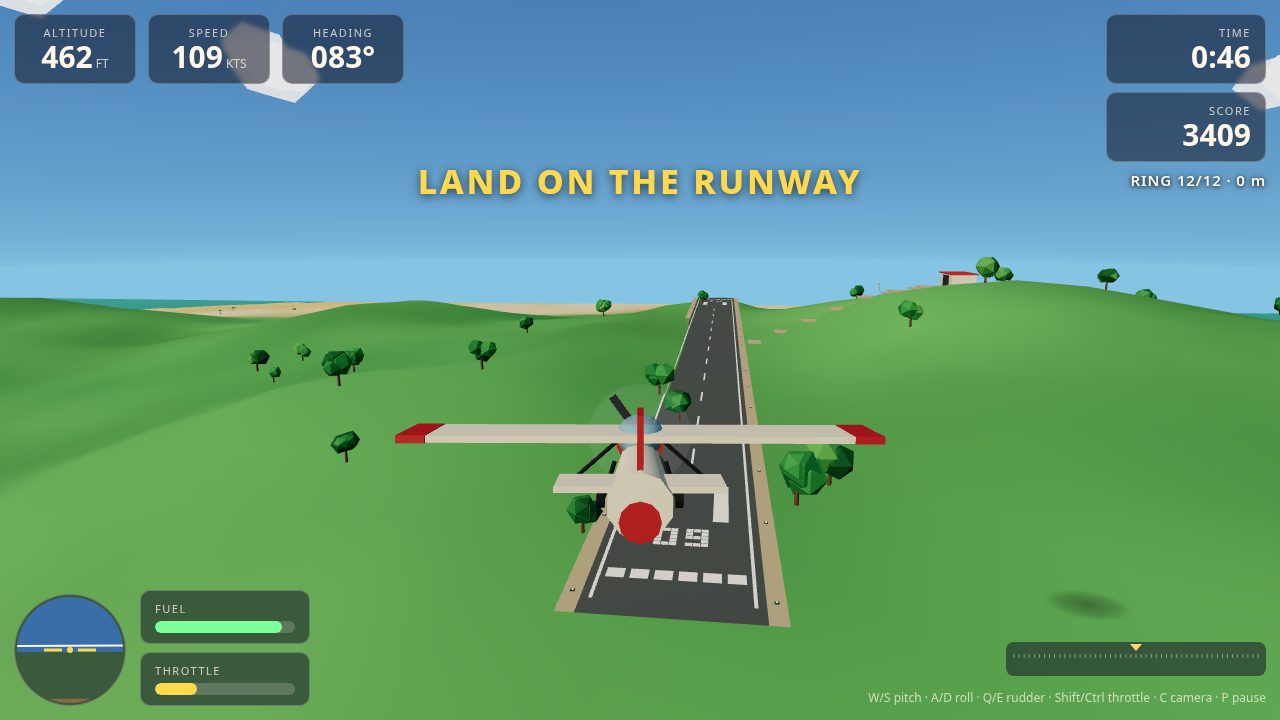 ALTITUDE
462 FT
SPEED
109 KTS
HEADING
083°
TIME
0:46
SCORE
3409
RING 12/12 · 0 m
LAND ON THE RUNWAY
09
FUEL
THROTTLE
W/S pitch · A/D roll · Q/E rudder · Shift/Ctrl throttle · C camera · P pause